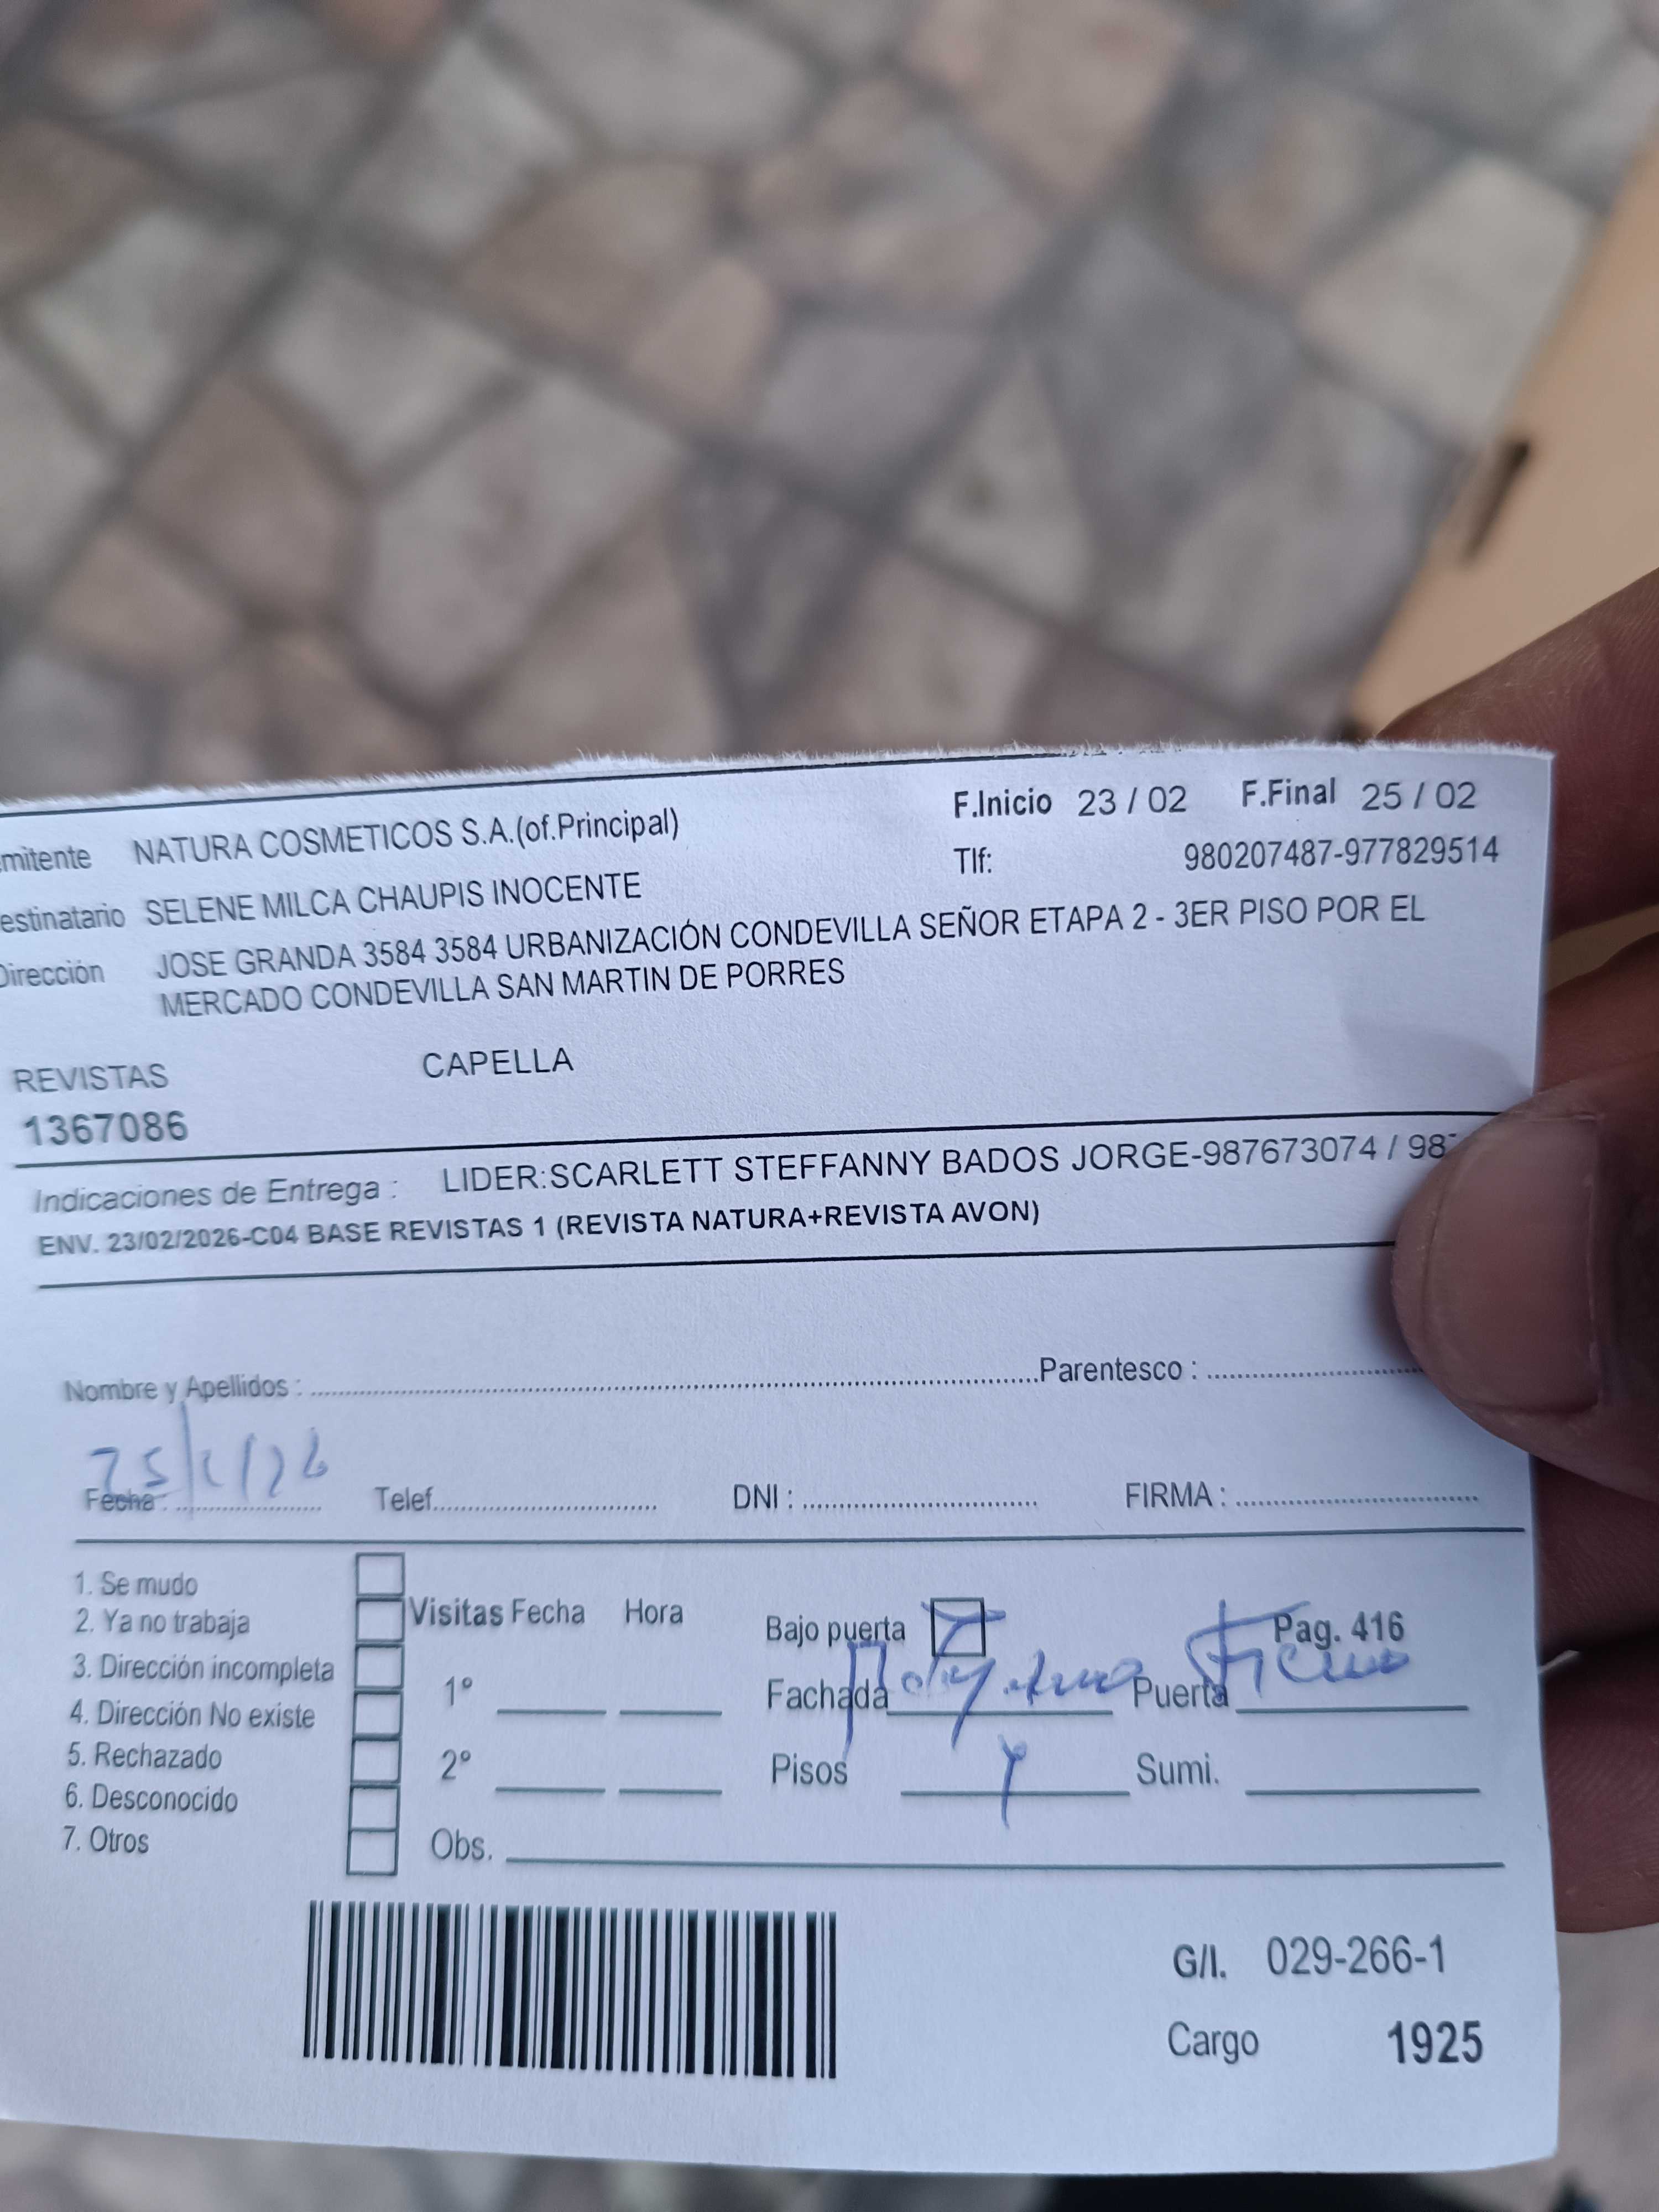 mitente NATURA COSMETICOS S.A.(of.Principal) F.Inicio 23 / 02 F.Final 25 / 02
Tlf: 980207487-977829514
estinatario SELENE MILCA CHAUPIS INOCENTE
Dirección JOSE GRANDA 3584 3584 URBANIZACIÓN CONDEVILLA SEÑOR ETAPA 2 - 3ER PISO POR EL
MERCADO CONDEVILLA SAN MARTIN DE PORRES
REVISTAS CAPELLA
1367086
Indicaciones de Entrega : LIDER:SCARLETT STEFFANNY BADOS JORGE-987673074 / 98
ENV. 23/02/2026-C04 BASE REVISTAS 1 (REVISTA NATURA+REVISTA AVON)
Nombre y Apellidos : Parentesco :
Fecha : Telef. DNI : FIRMA :
1. Se mudo
2. Ya no trabaja Visitas Fecha Hora Bajo puerta Pag. 416
3. Dirección incompleta 1º Fachada Puerta
4. Dirección No existe
5. Rechazado 2º Pisos Sumi.
6. Desconocido
7. Otros Obs.
G/I. 029-266-1
Cargo 1925